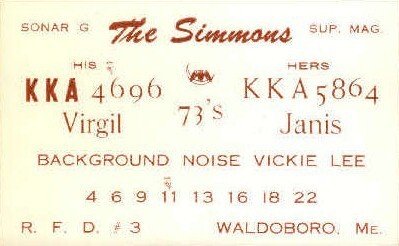 SONAR G The Simmons SUP. MAG.
HIS HERS
KKA 4696 73's KKA5864
Virgil Janis
BACKGROUND NOISE VICKIE LEE
4 6 9 11 13 16 18 22
R. F. D. #3 WALDOBORO, ME.